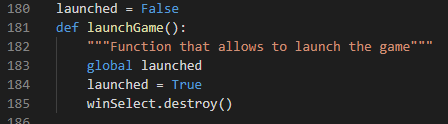 180 launched = False
181 def launchGame():
182     """Function that allows to launch the game"""
183     global launched
184     launched = True
185     winSelect.destroy()
186